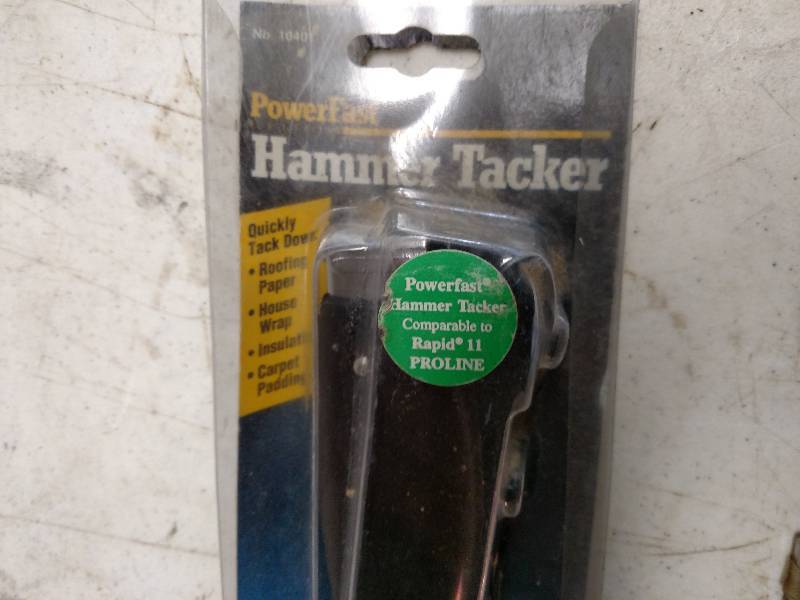 No. 10401
PowerFast
Hammer Tacker
Quickly
Tack Down
• Roofing
Paper
• House
Wrap
• Insulati
• Carpet
Padding
Powerfast®
Hammer Tacker
Comparable to
Rapid® 11
PROLINE